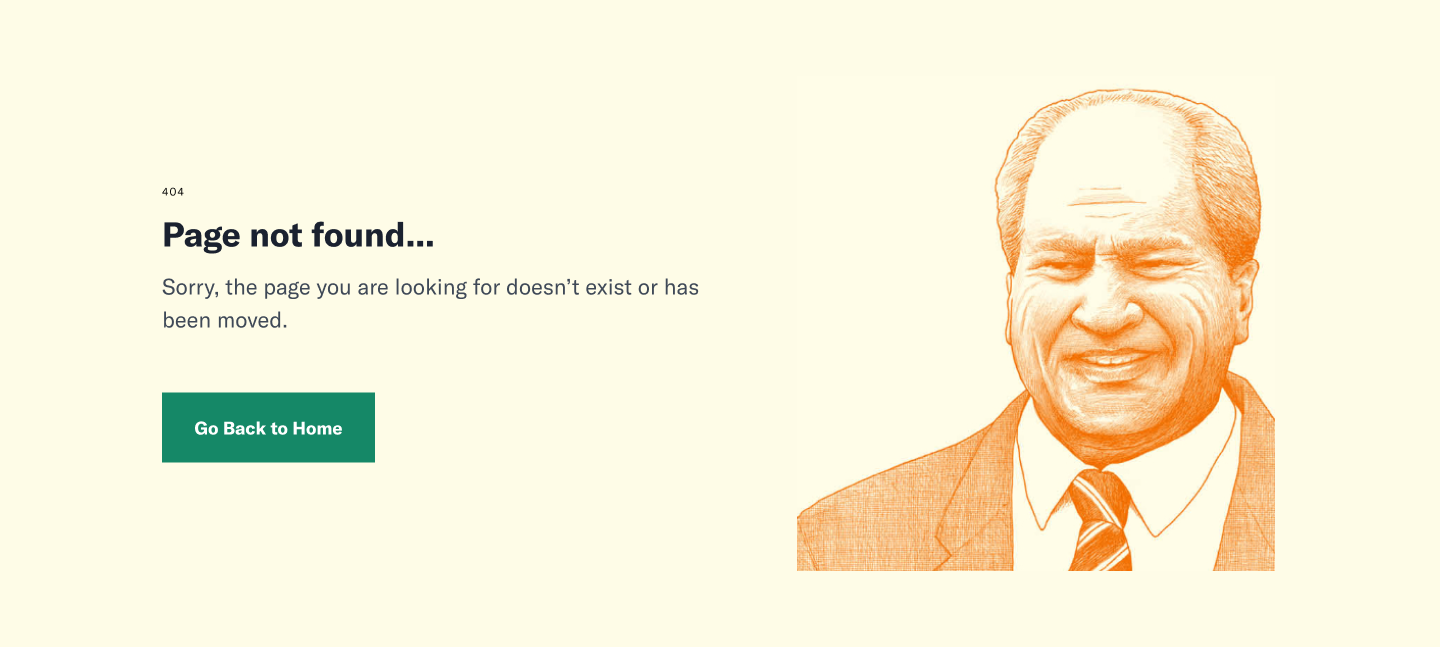 404
Page not found...
Sorry, the page you are looking for doesn’t exist or has
been moved.
Go Back to Home